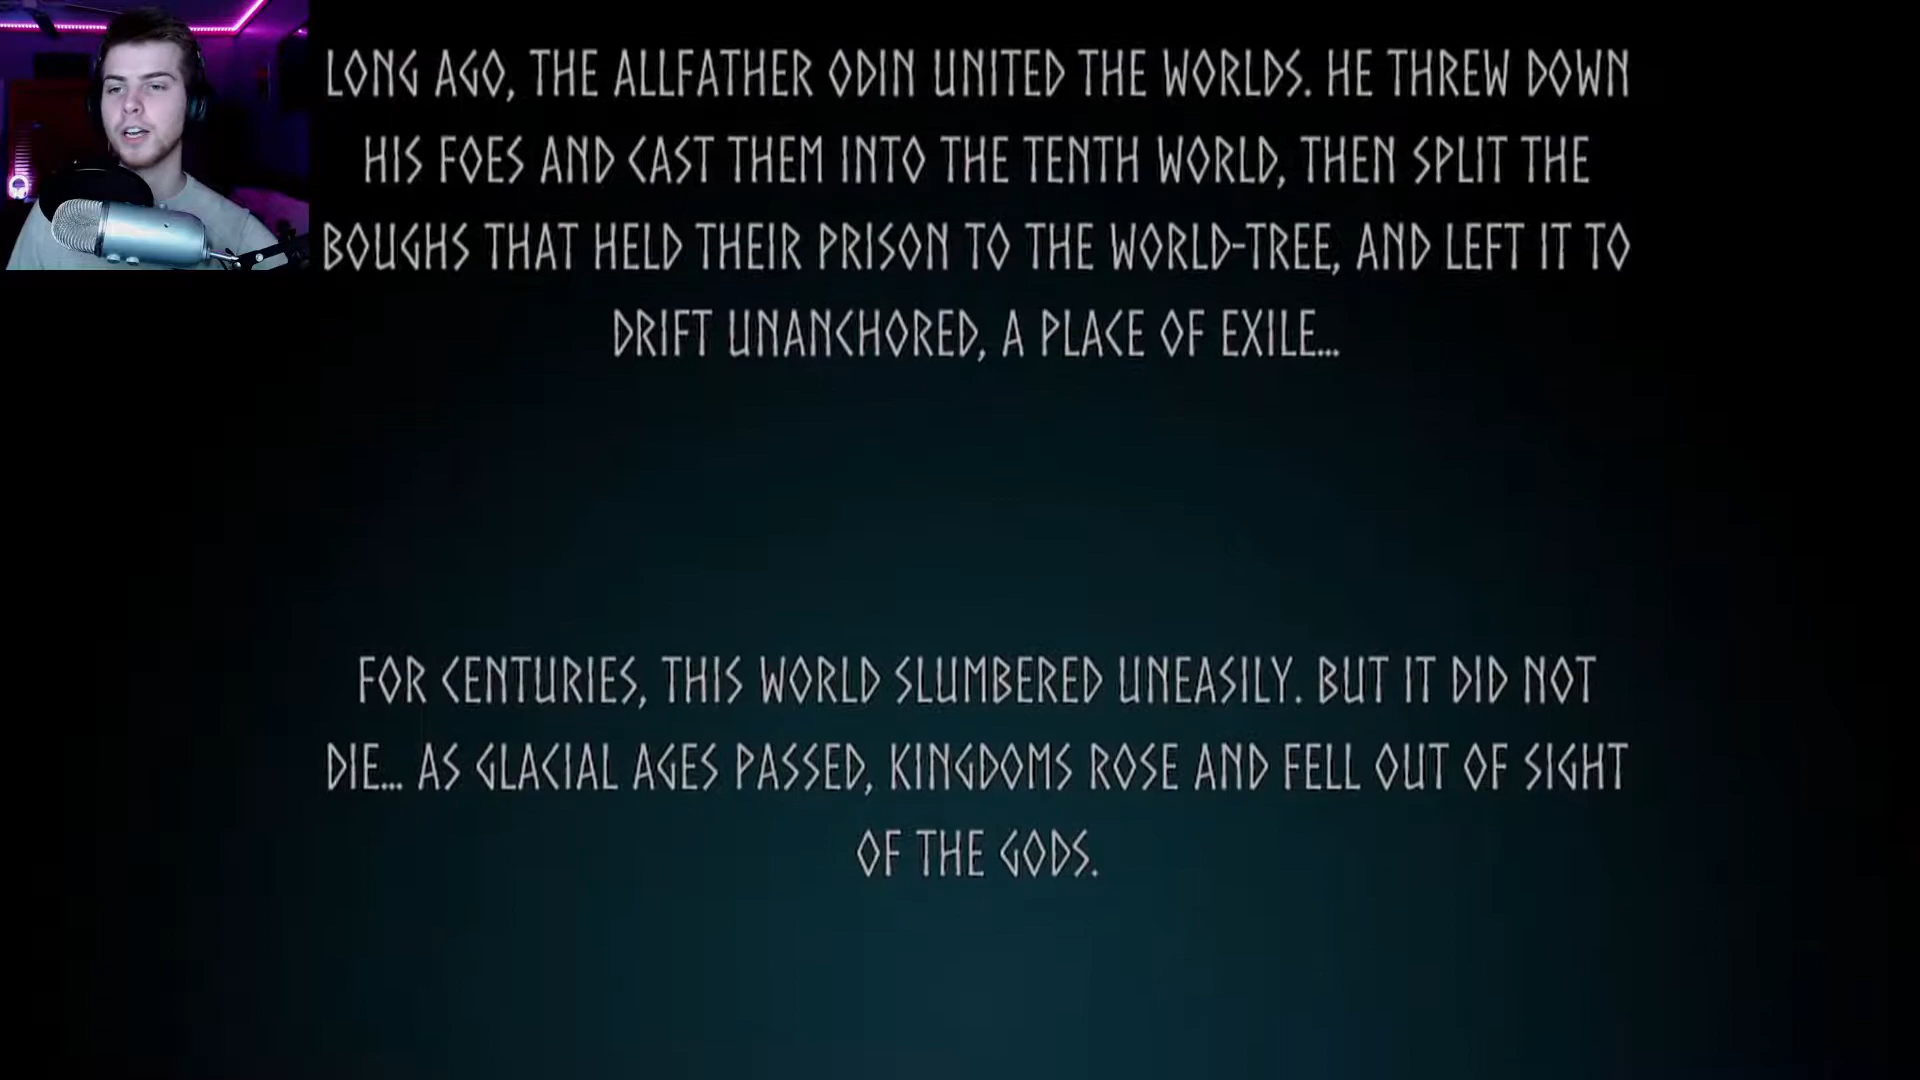 LONG AGO, THE ALLFATHER ODIN UNITED THE WORLDS. HE THREW DOWN
HIS FOES AND CAST THEM INTO THE TENTH WORLD, THEN SPLIT THE
BOUGHS THAT HELD THEIR PRISON TO THE WORLD-TREE, AND LEFT IT TO
DRIFT UNANCHORED, A PLACE OF EXILE...
FOR CENTURIES, THIS WORLD SLUMBERED UNEASILY. BUT IT DID NOT
DIE... AS GLACIAL AGES PASSED, KINGDOMS ROSE AND FELL OUT OF SIGHT
OF THE GODS.